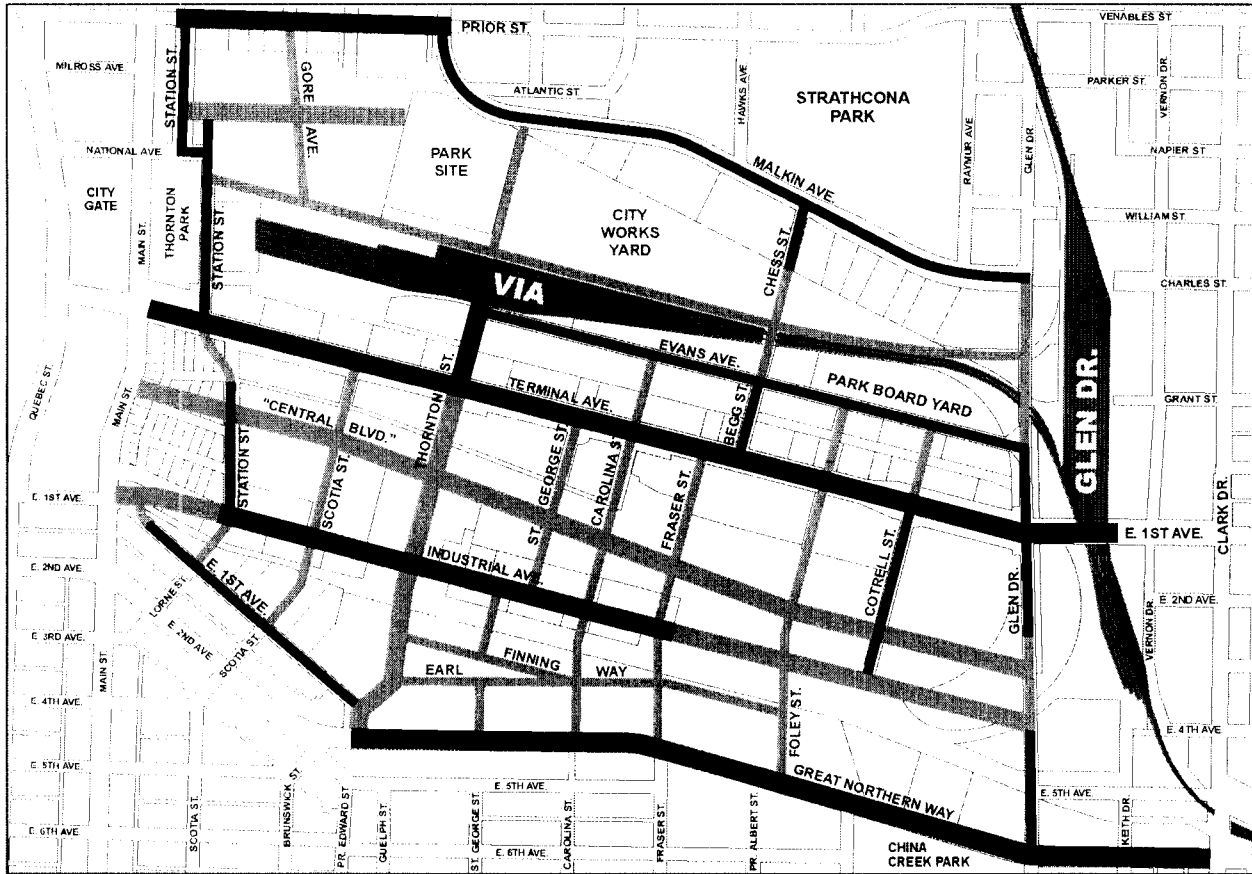 PRIOR ST.
VENABLES ST.
MILROSS AVE.
STATION ST.
GORE AVE.
PARKER ST.
VERNON DR.
ATLANTIC ST.
HAWKS AVE
STRATHCONA
PARK
RAYMUR AVE
GLEN DR.
NATIONAL AVE.
NAPIER ST
PARK
SITE
MALKIN AVE.
CITY
GATE
MAIN ST.
THORNTON
PARK
STATION ST.
CITY
WORKS
YARD
CHESS ST.
WILLIAM ST.
CHARLES ST.
VIA
QUEBEC ST.
MAIN ST.
EVANS AVE.
PARK BOARD YARD
GRANT ST.
"CENTRAL BLVD."
THORNTON ST.
TERMINAL AVE.
BEGG ST.
GLEN DR.
STATION ST.
SCOTIA ST.
ST. GEORGE ST.
CAROLINA ST.
FRASER ST.
CLARK DR.
E. 1ST AVE.
E. 1ST AVE.
INDUSTRIAL AVE.
COTRELL ST.
E. 2ND AVE.
LORNE ST.
E. 1ST AVE.
GLEN DR.
E. 2ND AVE.
VERNON DR.
E. 3RD AVE.
E. 2ND AVE
SCOTIA ST.
MAIN ST.
EARL FINNING WAY
E. 4TH AVE.
FOLEY ST.
E. 4TH AVE
GREAT NORTHERN WAY
E. 5TH AVE.
E. 5TH AVE
E. 5TH AVE.
SCOTIA ST.
BRUNSWICK ST.
PR. EDWARD ST
GUELPH ST.
ST. GEORGE ST.
CAROLINA ST.
FRASER ST.
PR. ALBERT ST.
KEITH DR.
E. 6TH AVE.
E. 6TH AVE.
CHINA
CREEK PARK